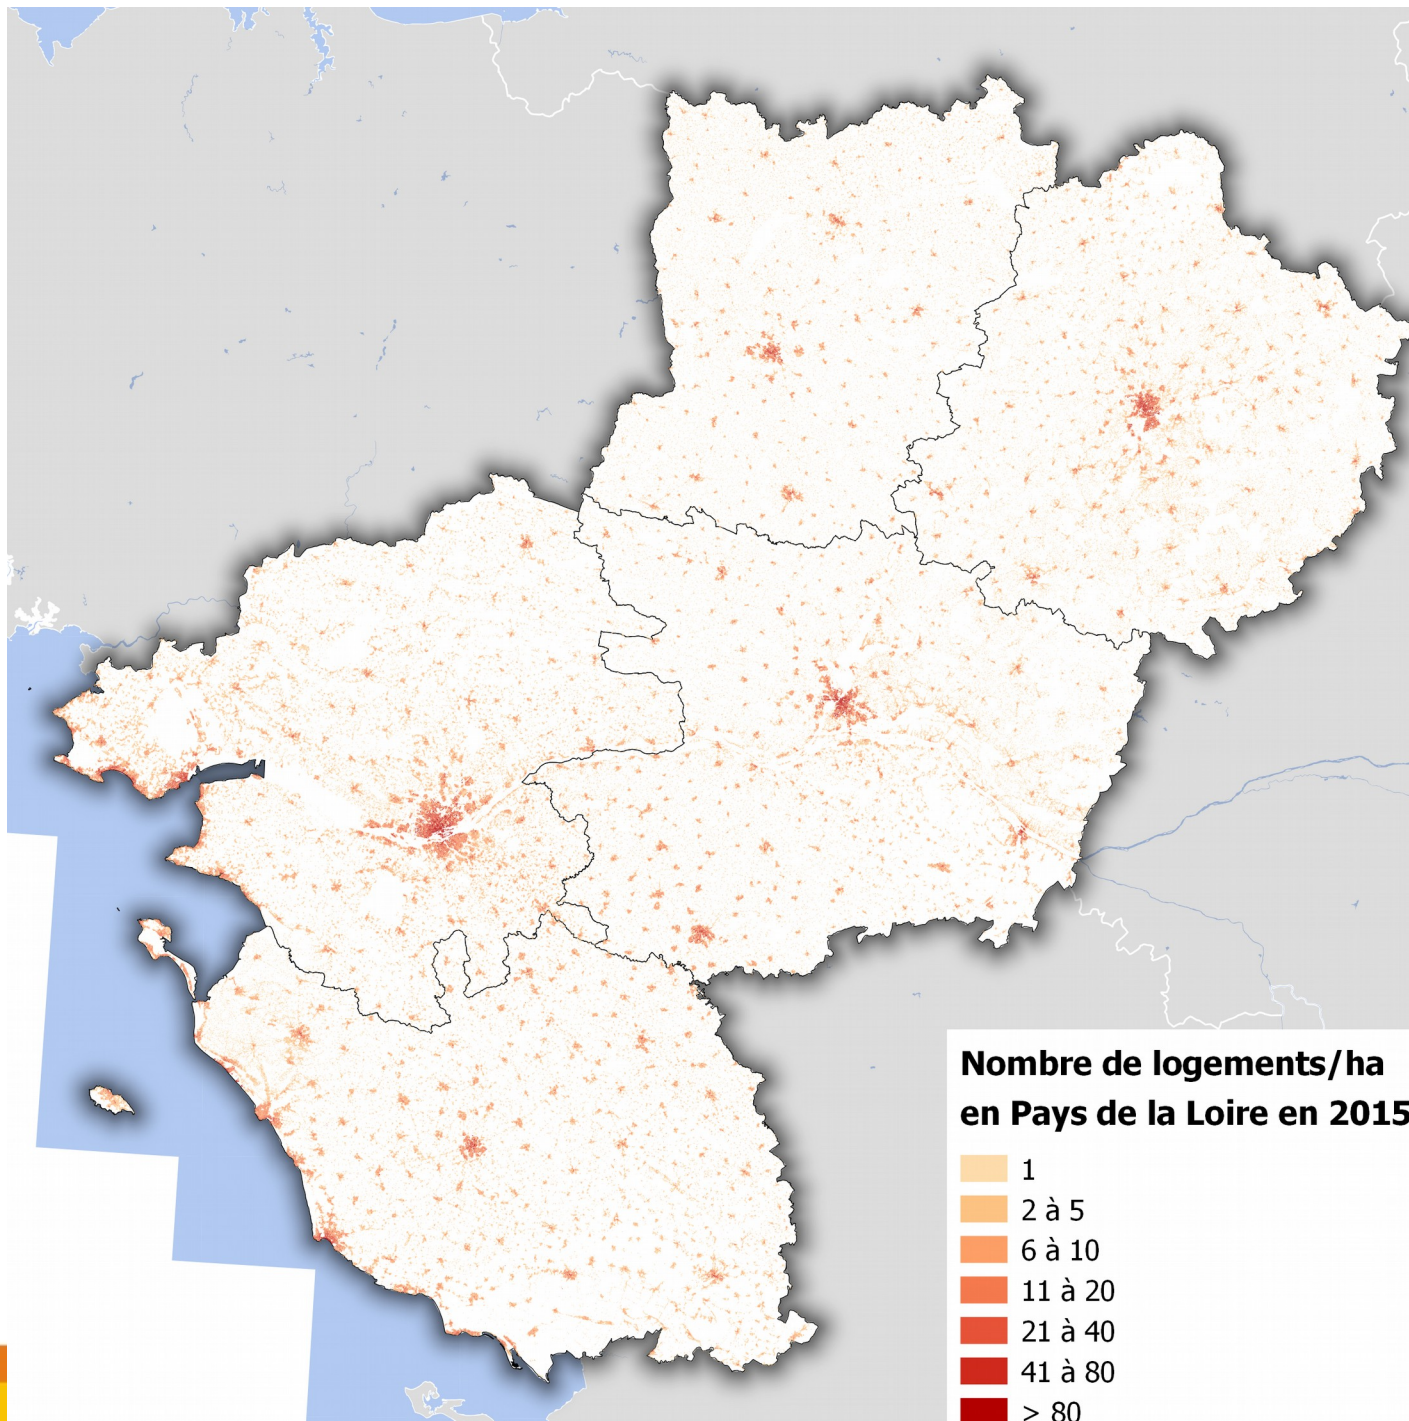 Nombre de logements/ha
en Pays de la Loire en 2015
1
2 à 5
6 à 10
11 à 20
21 à 40
41 à 80
> 80